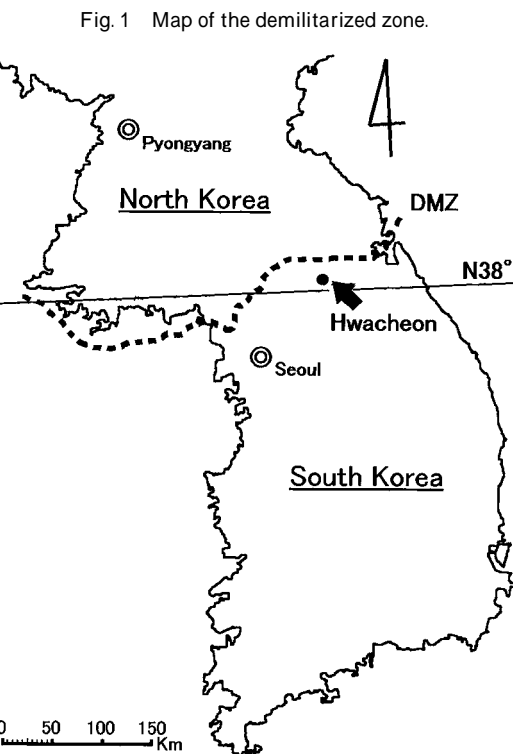 Fig. 1 Map of the demilitarized zone.
Pyongyang
North Korea
DMZ
N38°
Hwacheon
Seoul
South Korea
0 50 100 150
Km